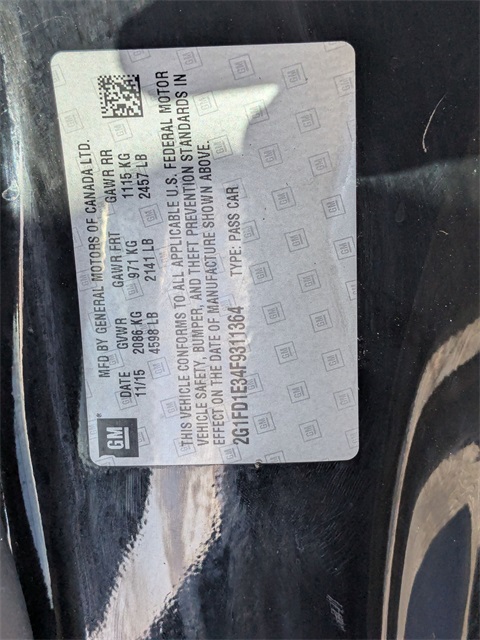 GM
MFD BY GENERAL MOTORS OF CANADA LTD.
DATE GVWR GAWR FRT GAWR RR
11/15 2086 KG 971 KG 1115 KG
4598 LB 2141 LB 2457 LB
THIS VEHICLE CONFORMS TO ALL APPLICABLE U.S. FEDERAL MOTOR
VEHICLE SAFETY, BUMPER, AND THEFT PREVENTION STANDARDS IN
EFFECT ON THE DATE OF MANUFACTURE SHOWN ABOVE.
2G1FD1E34F9311364 TYPE: PASS CAR